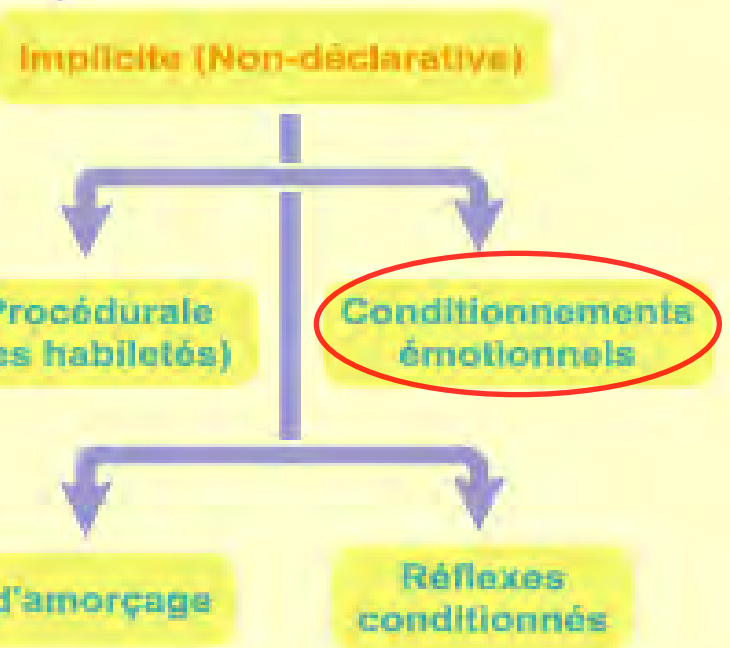 Implicite (Non-déclarative)
Procédurale
es habiletés)
Conditionnements
émotionnels
d'amorçage
Réflexes
conditionnés